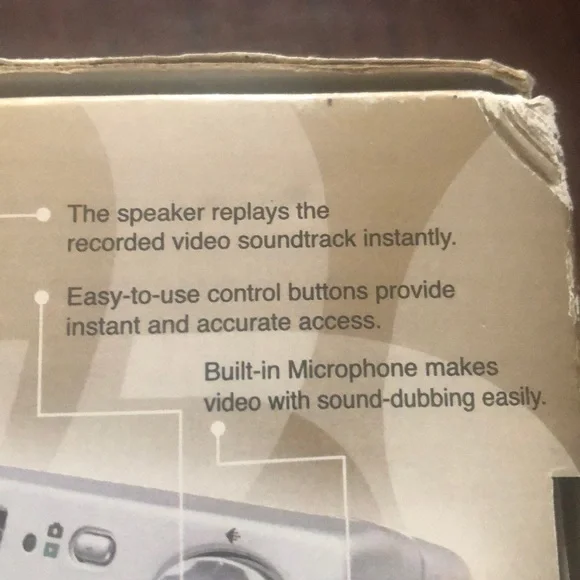 The speaker replays the
recorded video soundtrack instantly.
Easy-to-use control buttons provide
instant and accurate access.
Built-in Microphone makes
video with sound-dubbing easily.